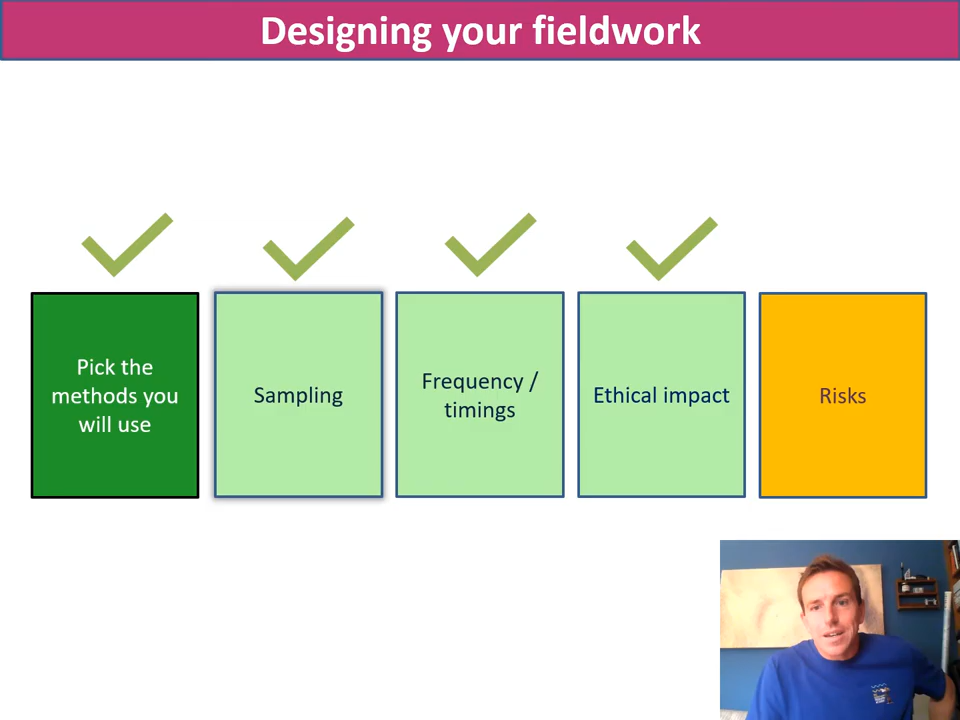 Designing your fieldwork
Pick the
methods you
will use
Sampling
Frequency /
timings
Ethical impact
Risks